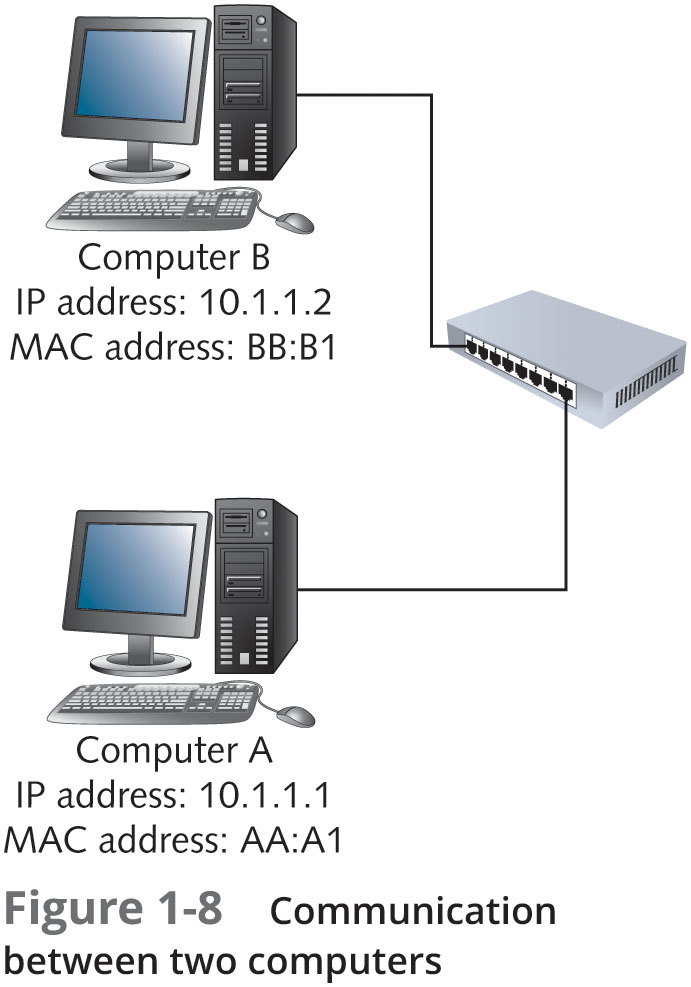 Computer B
IP address: 10.1.1.2
MAC address: BB:B1
Computer A
IP address: 10.1.1.1
MAC address: AA:A1
Figure 1-8 Communication
between two computers